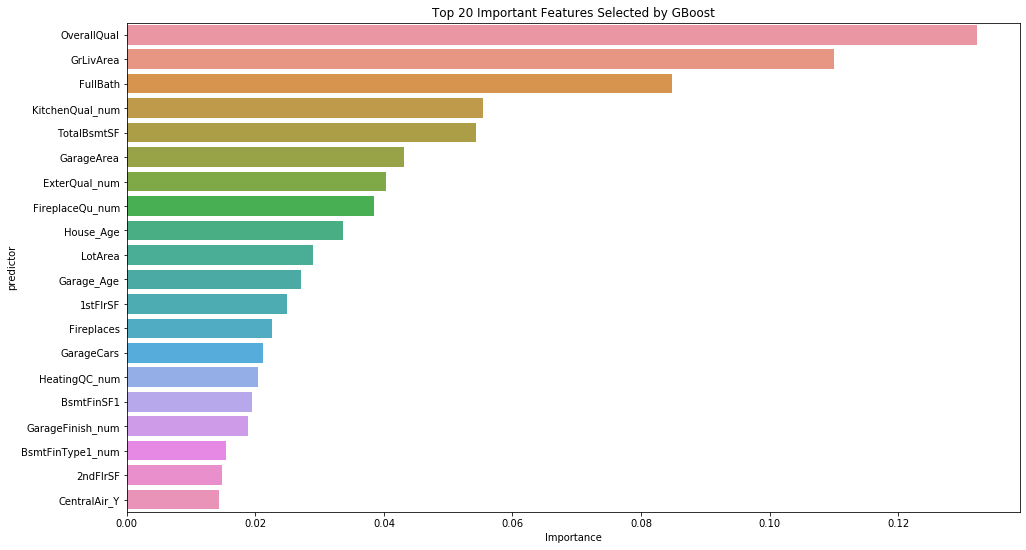 Top 20 Important Features Selected by GBoost
predictor
OverallQual
GrLivArea
FullBath
KitchenQual_num
TotalBsmtSF
GarageArea
ExterQual_num
FireplaceQu_num
House_Age
LotArea
Garage_Age
1stFlrSF
Fireplaces
GarageCars
HeatingQC_num
BsmtFinSF1
GarageFinish_num
BsmtFinType1_num
2ndFlrSF
CentralAir_Y
0.00 0.02 0.04 0.06 0.08 0.10 0.12
Importance